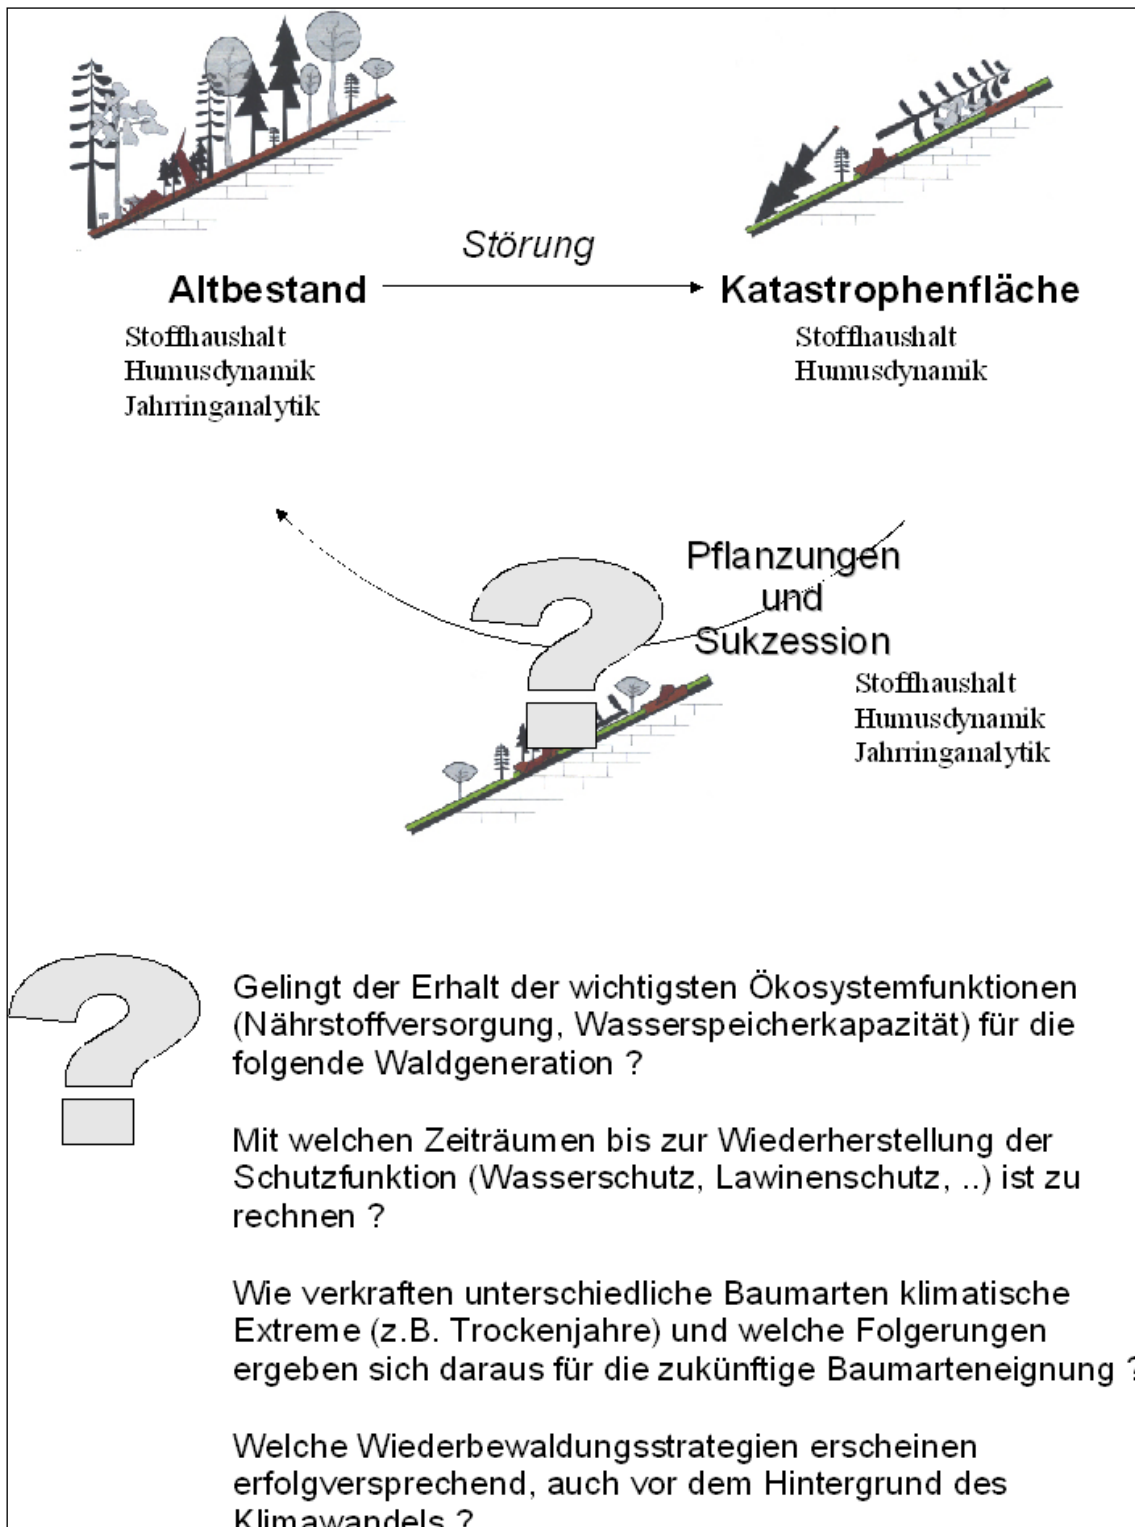 Störung
Altbestand
Katastrophenfläche
Stoffhaushalt
Humusdynamik
Jahrringanalytik
Stoffhaushalt
Humusdynamik
Pflanzungen
und
Sukzession
?
Stoffhaushalt
Humusdynamik
Jahrringanalytik
?
Gelingt der Erhalt der wichtigsten Ökosystemfunktionen
(Nährstoffversorgung, Wasserspeicherkapazität) für die
folgende Waldgeneration ?
Mit welchen Zeiträumen bis zur Wiederherstellung der
Schutzfunktion (Wasserschutz, Lawinenschutz, ..) ist zu
rechnen ?
Wie verkraften unterschiedliche Baumarten klimatische
Extreme (z.B. Trockenjahre) und welche Folgerungen
ergeben sich daraus für die zukünftige Baumarteneignung ?
Welche Wiederbewaldungsstrategien erscheinen
erfolgversprechend, auch vor dem Hintergrund des
Klimawandels ?